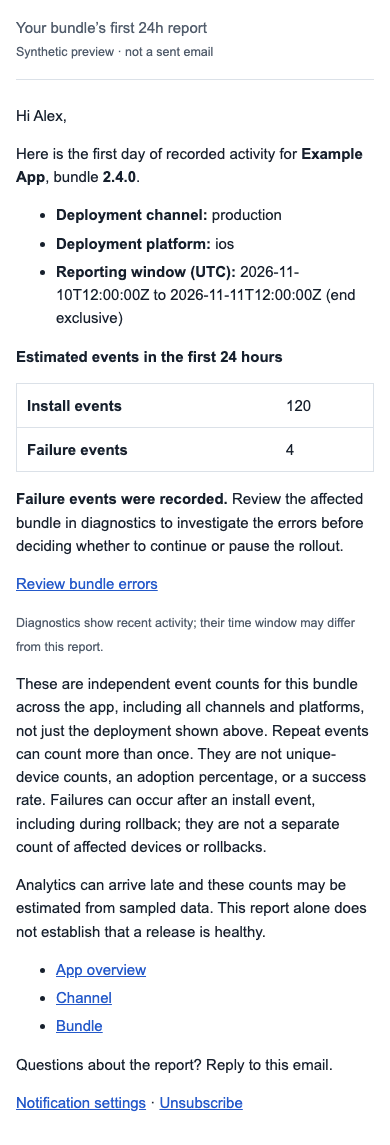 Your bundle’s first 24h report
Synthetic preview · not a sent email
Hi Alex,
Here is the first day of recorded activity for Example
App, bundle 2.4.0.
• Deployment channel: production
• Deployment platform: ios
• Reporting window (UTC): 2026-11-
10T12:00:00Z to 2026-11-11T12:00:00Z (end
exclusive)
Estimated events in the first 24 hours
Install events 120
Failure events 4
Failure events were recorded. Review the affected
bundle in diagnostics to investigate the errors before
deciding whether to continue or pause the rollout.
Review bundle errors
Diagnostics show recent activity; their time window may differ
from this report.
These are independent event counts for this bundle
across the app, including all channels and platforms,
not just the deployment shown above. Repeat events
can count more than once. They are not unique-
device counts, an adoption percentage, or a success
rate. Failures can occur after an install event,
including during rollback; they are not a separate
count of affected devices or rollbacks.
Analytics can arrive late and these counts may be
estimated from sampled data. This report alone does
not establish that a release is healthy.
• App overview
• Channel
• Bundle
Questions about the report? Reply to this email.
Notification settings · Unsubscribe